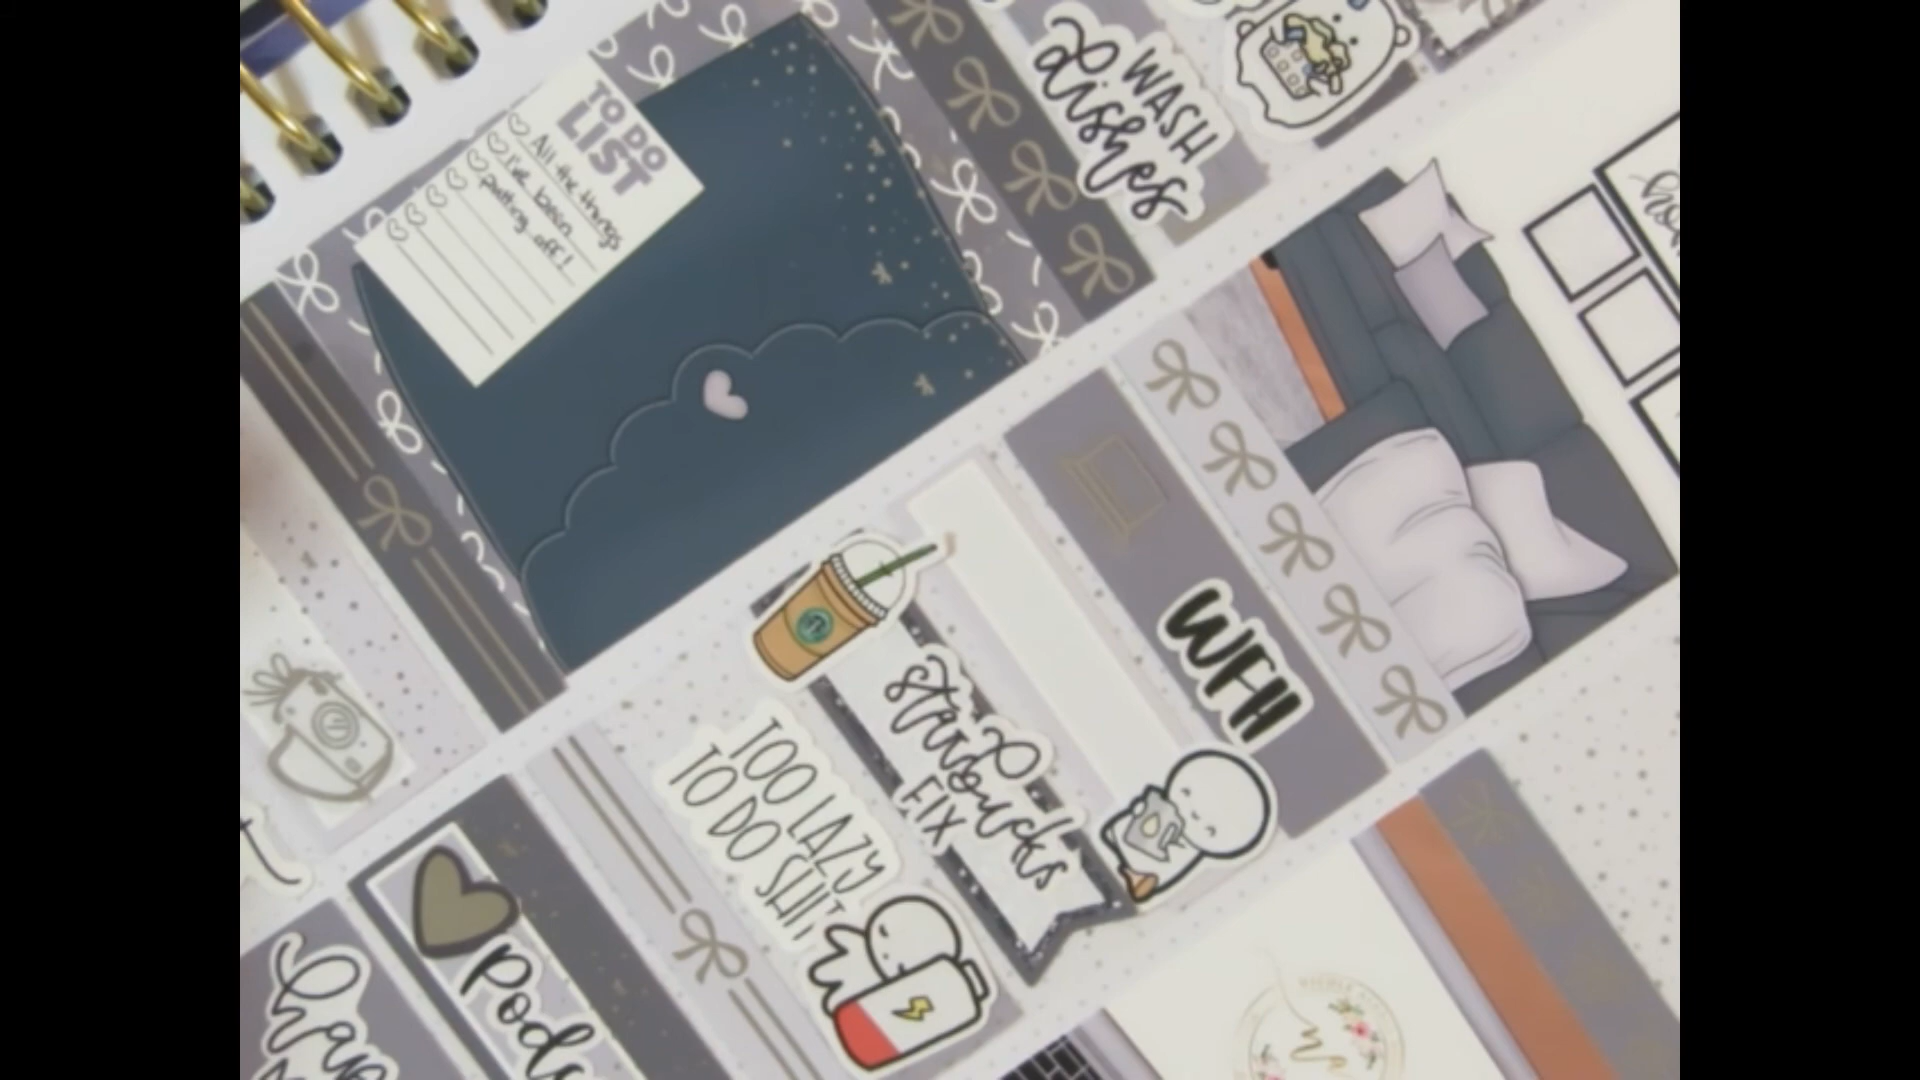 TO DO
LIST
All the things
I've been
putting off!
WASH
dishes
WFH
starbucks
FIX
TOO LAZY
TO DO SHIT